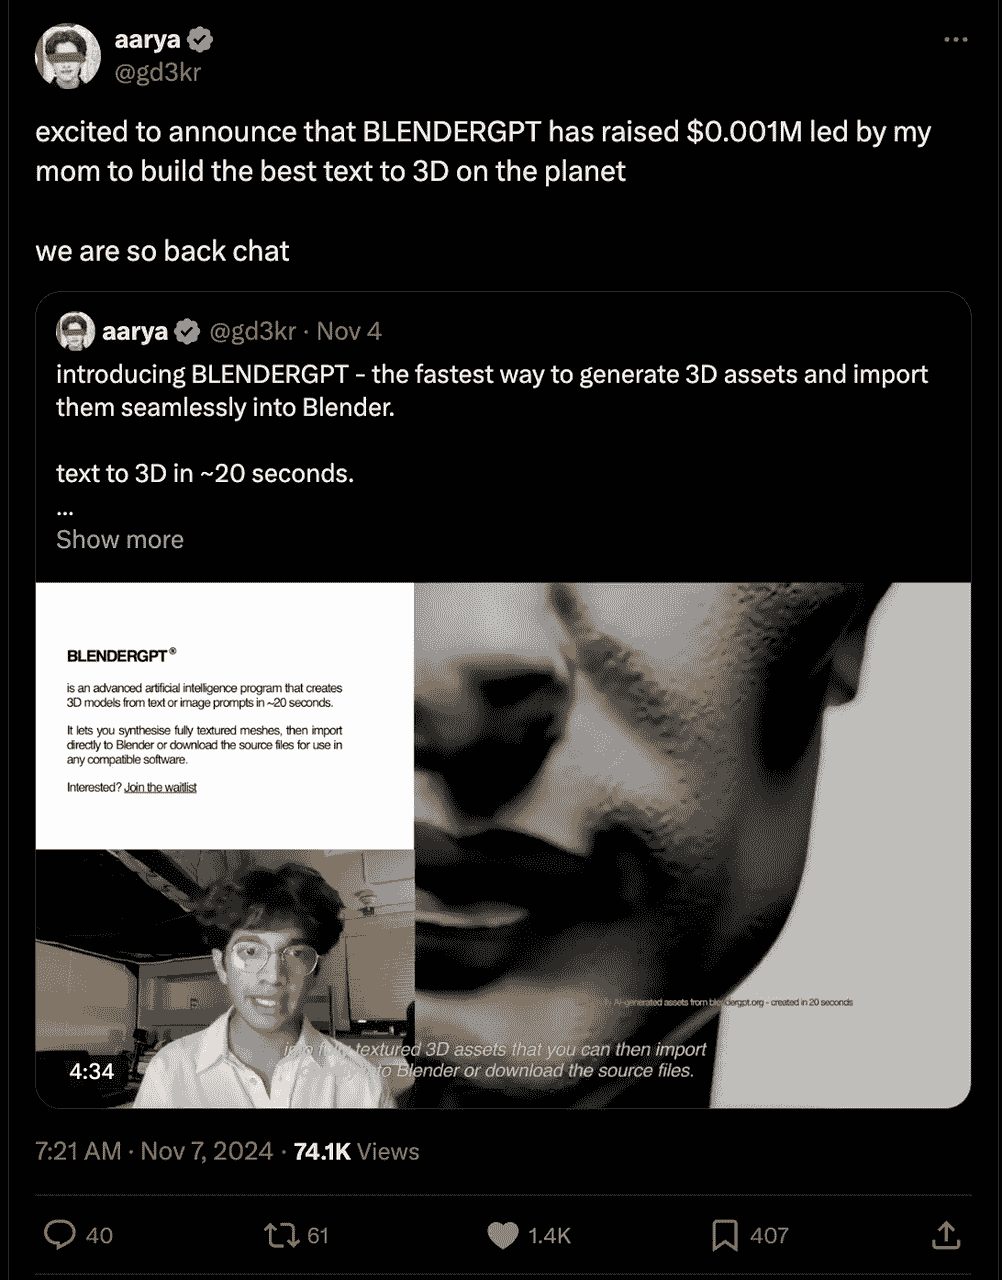 aarya
@gd3kr
excited to announce that BLENDERGPT has raised $0.001M led by my
mom to build the best text to 3D on the planet
we are so back chat
aarya @gd3kr · Nov 4
introducing BLENDERGPT - the fastest way to generate 3D assets and import
them seamlessly into Blender.
text to 3D in ~20 seconds.
...
Show more
BLENDERGPT®
is an advanced artificial intelligence program that creates
3D models from text or image prompts in ~20 seconds.
It lets you synthesise fully textured meshes, then import
directly to Blender or download the source files for use in
any compatible software.
Interested? Join the waitlist
AI-generated assets from blendergpt.org - created in 20 seconds
into fully textured 3D assets that you can then import
to Blender or download the source files.
4:34
7:21 AM · Nov 7, 2024 · 74.1K Views
40
61
1.4K
407